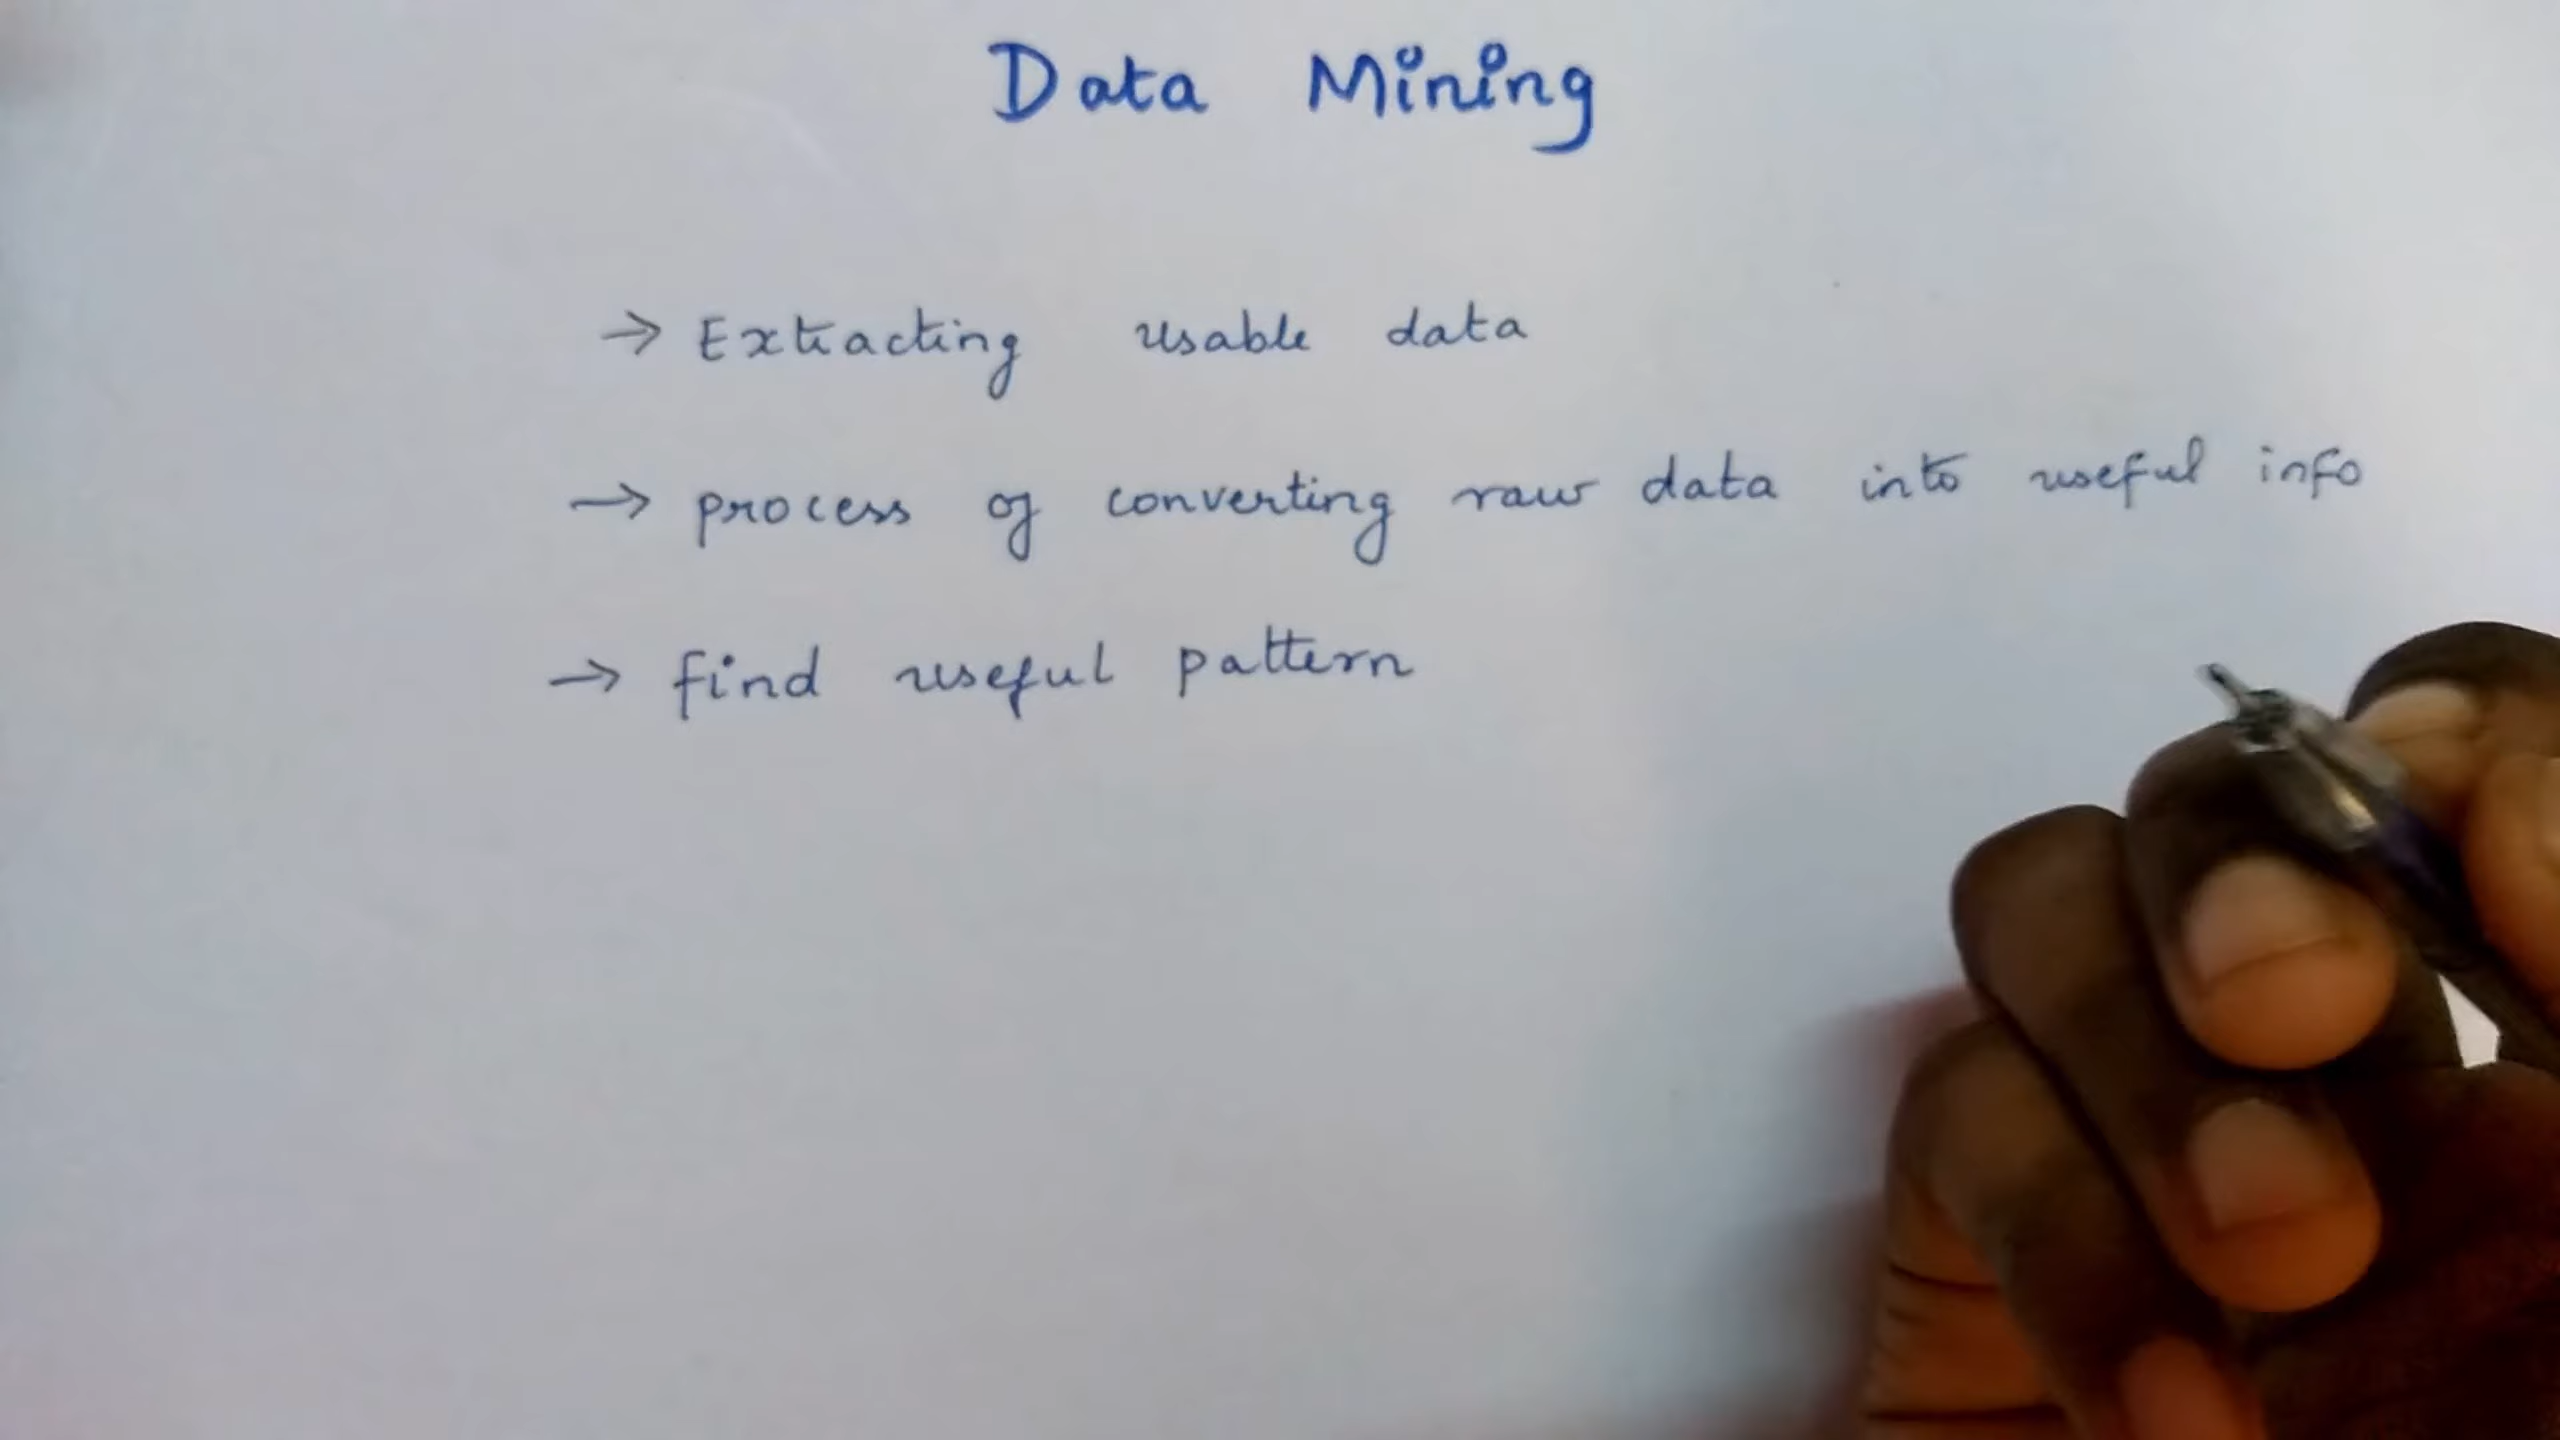 Data Mining
→ Extracting usable data
→ process of converting raw data into useful info
→ find useful pattern